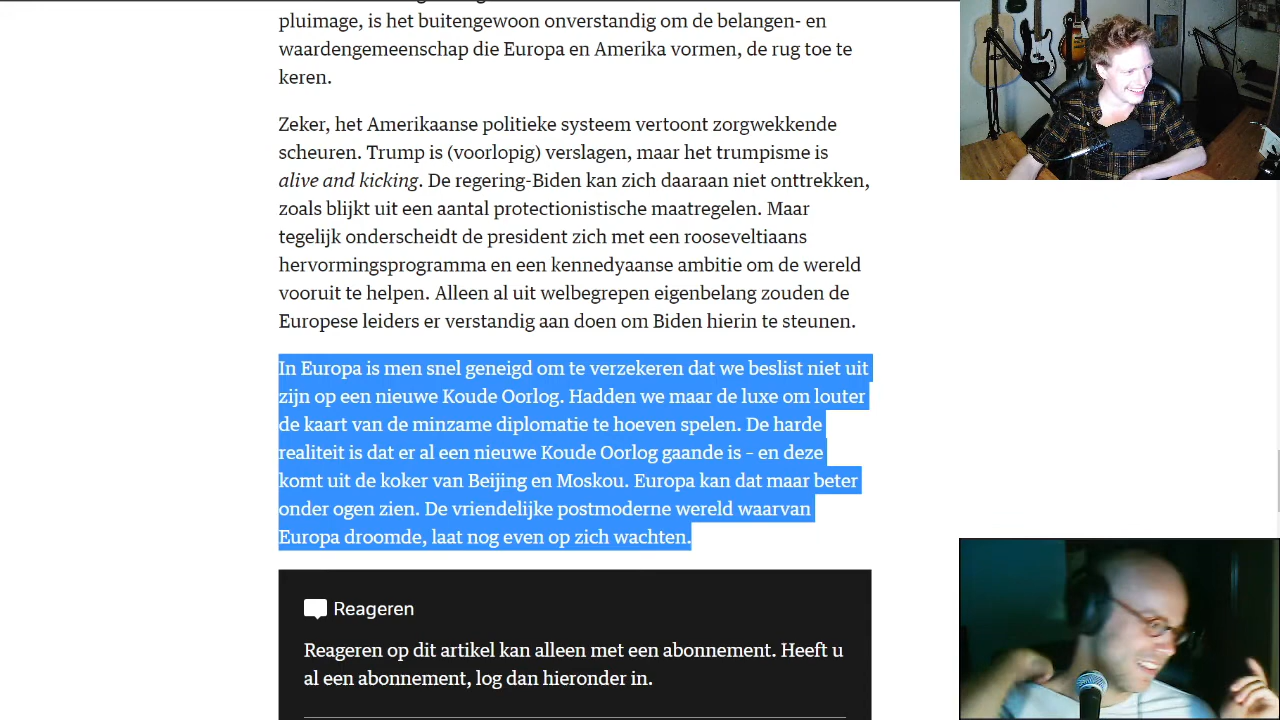 pluimage, is het buitengewoon onverstandig om de belangen- en
waardengemeenschap die Europa en Amerika vormen, de rug toe te
keren.
Zeker, het Amerikaanse politieke systeem vertoont zorgwekkende
scheuren. Trump is (voorlopig) verslagen, maar het trumpisme is
alive and kicking. De regering-Biden kan zich daaraan niet onttrekken,
zoals blijkt uit een aantal protectionistische maatregelen. Maar
tegelijk onderscheidt de president zich met een rooseveltiaans
hervormingsprogramma en een kennedyaanse ambitie om de wereld
vooruit te helpen. Alleen al uit welbegrepen eigenbelang zouden de
Europese leiders er verstandig aan doen om Biden hierin te steunen.
In Europa is men snel geneigd om te verzekeren dat we beslist niet uit
zijn op een nieuwe Koude Oorlog. Hadden we maar de luxe om louter
de kaart van de minzame diplomatie te hoeven spelen. De harde
realiteit is dat er al een nieuwe Koude Oorlog gaande is – en deze
komt uit de koker van Beijing en Moskou. Europa kan dat maar beter
onder ogen zien. De vriendelijke postmoderne wereld waarvan
Europa droomde, laat nog even op zich wachten.
Reageren
Reageren op dit artikel kan alleen met een abonnement. Heeft u
al een abonnement, log dan hieronder in.